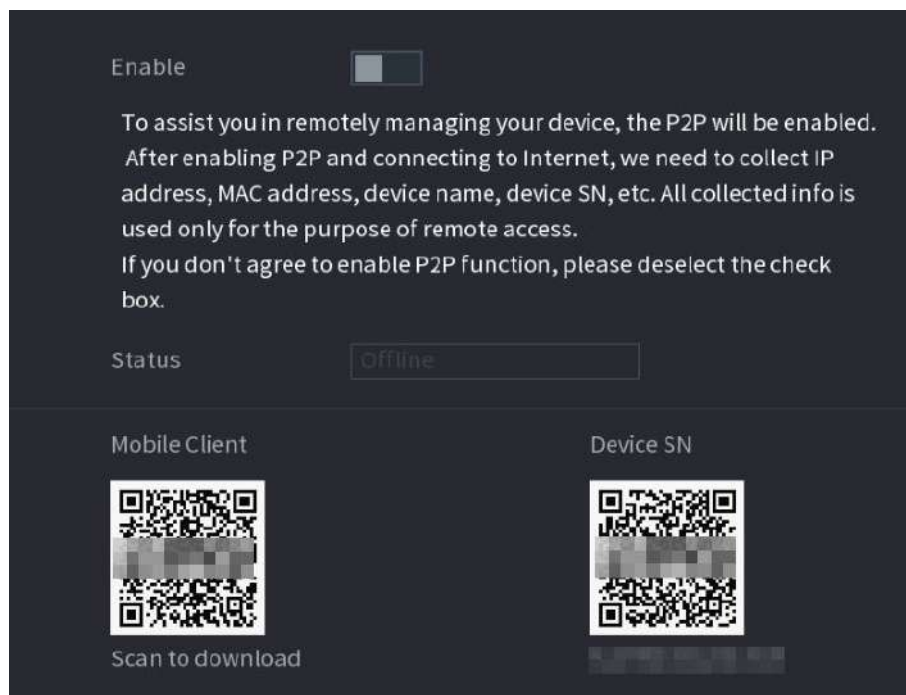 Enable
To assist you in remotely managing your device, the P2P will be enabled.
After enabling P2P and connecting to Internet, we need to collect IP
address, MAC address, device name, device SN, etc. All collected info is
used only for the purpose of remote access.
If you don't agree to enable P2P function, please deselect the check
box.
Status
Offline
Mobile Client
Device SN
Scan to download